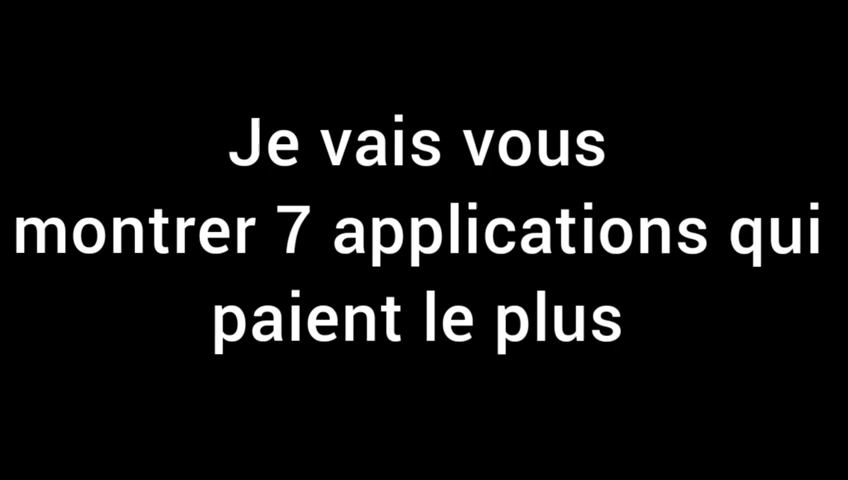 Je vais vous
montrer 7 applications qui
paient le plus